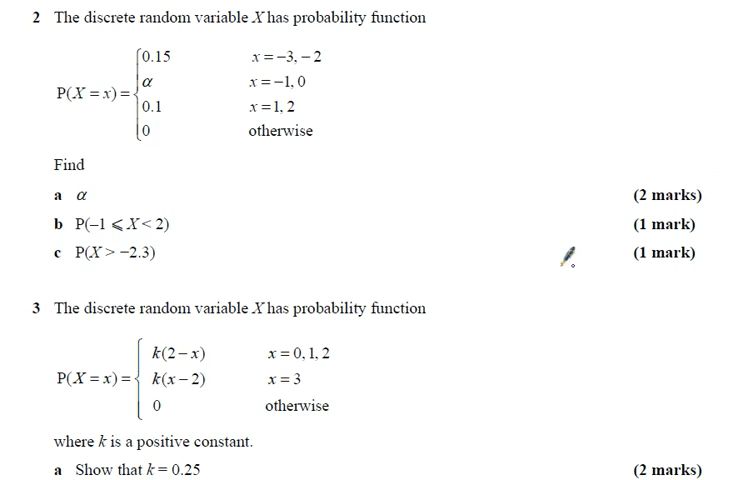 2 The discrete random variable X has probability function
P(X = x) = { 0.15 x = −3, −2
α x = −1, 0
0.1 x = 1, 2
0 otherwise
Find
a α (2 marks)
b P(−1 ⩽ X < 2) (1 mark)
c P(X > −2.3) (1 mark)
3 The discrete random variable X has probability function
P(X = x) = { k(2 − x) x = 0, 1, 2
k(x − 2) x = 3
0 otherwise
where k is a positive constant.
a Show that k = 0.25 (2 marks)